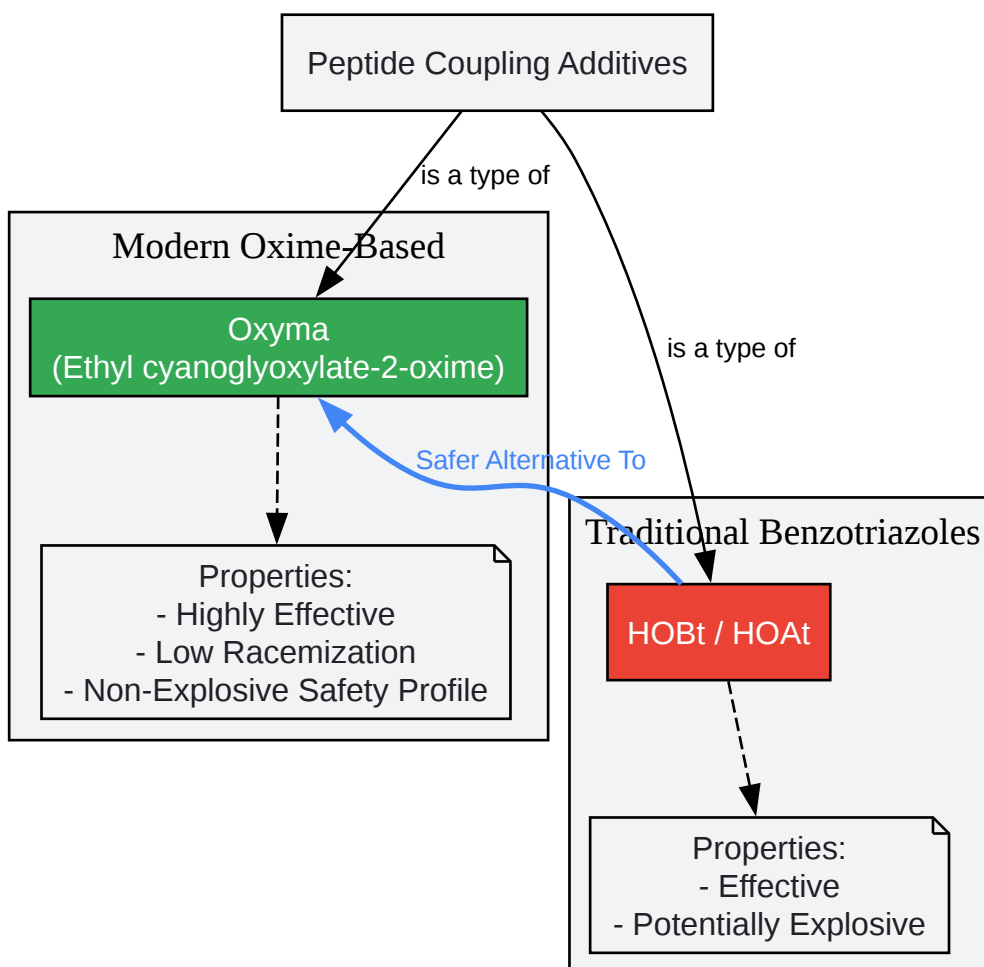 Peptide Coupling Additives
is a type of
Modern Oxime-Based
Oxyma
(Ethyl cyanoglyoxylate-2-oxime)
is a type of
Safer Alternative To
Traditional Benzotriazoles
Properties:
- Highly Effective
- Low Racemization
- Non-Explosive Safety Profile
HOBt / HOAt
Properties:
- Effective
- Potentially Explosive